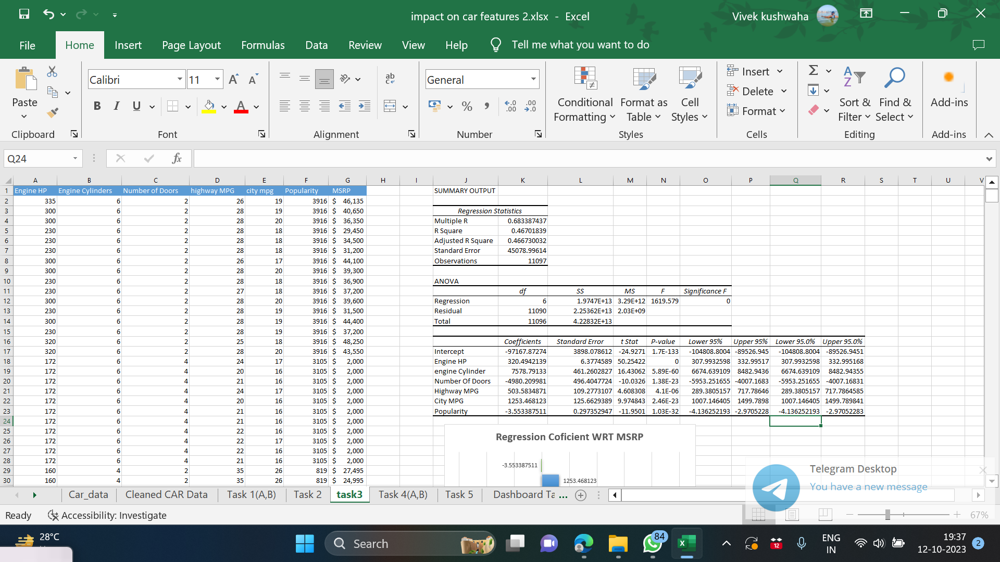 impact on car features 2.xlsx - Excel
Vivek kushwaha
File Home Insert Page Layout Formulas Data Review View Help Tell me what you want to do
Calibri 11 General
Paste
Conditional Formatting
Format as Table
Cell Styles
Insert
Delete
Format
Sort & Filter
Find & Select
Add-ins
Clipboard Font Alignment Number Styles Cells Editing Add-ins
Q24
A B C D E F G H I J K L M N O P Q R S T U V
1 Engine HP Engine Cylinders Number of Doors highway MPG city mpg Popularity MSRP SUMMARY OUTPUT
2 335 6 2 26 19 3916 $ 46,135
3 300 6 2 28 19 3916 $ 40,650 Regression Statistics
4 300 6 2 28 20 3916 $ 36,350 Multiple R 0.683387437
5 230 6 2 28 18 3916 $ 29,450 R Square 0.46701839
6 230 6 2 28 18 3916 $ 34,500 Adjusted R Square 0.466730032
7 230 6 2 28 18 3916 $ 31,200 Standard Error 45078.99614
8 300 6 2 26 17 3916 $ 44,100 Observations 11097
9 300 6 2 28 20 3916 $ 39,300
10 230 6 2 28 18 3916 $ 36,900 ANOVA
11 230 6 2 27 18 3916 $ 37,200 df SS MS F Significance F
12 300 6 2 28 20 3916 $ 39,600 Regression 6 1.9747E+13 3.29E+12 1619.579 0
13 230 6 2 28 19 3916 $ 31,500 Residual 11090 2.25362E+13 2.03E+09
14 300 6 2 28 19 3916 $ 44,400 Total 11096 4.22832E+13
15 230 6 2 28 19 3916 $ 37,200
16 320 6 2 25 18 3916 $ 48,250 Coefficients Standard Error t Stat P-value Lower 95% Upper 95% Lower 95.0% Upper 95.0%
17 320 6 2 28 20 3916 $ 43,550 Intercept -97167.87274 3898.078612 -24.9271 1.7E-133 -104808.8004 -89526.945 -104808.8004 -89526.9451
18 172 6 4 24 17 3105 $ 2,000 Engine HP 320.4942139 6.3774589 50.25422 0 307.9932598 332.99517 307.9932598 332.995168
19 172 6 4 20 16 3105 $ 2,000 engine Cylinder 7578.79133 461.2602827 16.43062 5.89E-60 6674.639109 8482.9436 6674.639109 8482.94355
20 172 6 4 21 16 3105 $ 2,000 Number Of Doors -4980.209981 496.4047724 -10.0326 1.38E-23 -5953.251655 -4007.1683 -5953.251655 -4007.16831
21 172 6 4 24 17 3105 $ 2,000 Highway MPG 503.5834871 109.2773107 4.608308 4.1E-06 289.3805157 717.78646 289.3805157 717.7864585
22 172 6 4 20 16 3105 $ 2,000 City MPG 1253.468123 125.6629389 9.974843 2.46E-23 1007.146405 1499.7898 1007.146405 1499.789841
23 172 6 4 21 16 3105 $ 2,000 Popularity -3.553387511 0.297352947 -11.9501 1.03E-32 -4.136252193 -2.9705228 -4.136252193 -2.97052283
24 172 6 4 21 16 3105 $ 2,000
25 172 6 4 22 16 3105 $ 2,000
26 172 6 4 22 17 3105 $ 2,000
27 172 6 4 22 16 3105 $ 2,000
28 172 6 4 21 16 3105 $ 2,000
29 160 4 2 35 26 819 $ 27,495
30 160 4 2 35 26 819 $ 24,995
Regression Coficient WRT MSRP
-3.553387511
1253.468123
Telegram Desktop
You have a new message
Car_data Cleaned CAR Data Task 1(A,B) Task 2 task3 Task 4(A,B) Task 5 Dashboard Ta ...
Ready Accessibility: Investigate 67%
28°C
Search
84
12
ENG
IN
19:37
12-10-2023
2